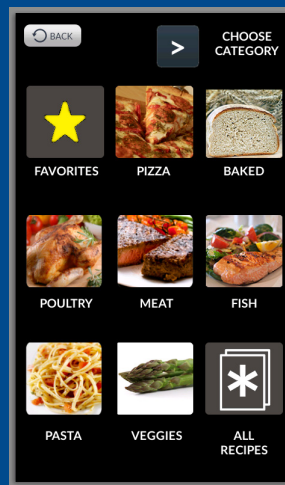 BACK
>
CHOOSE
CATEGORY
FAVORITES
PIZZA
BAKED
POULTRY
MEAT
FISH
PASTA
VEGGIES
ALL
RECIPES